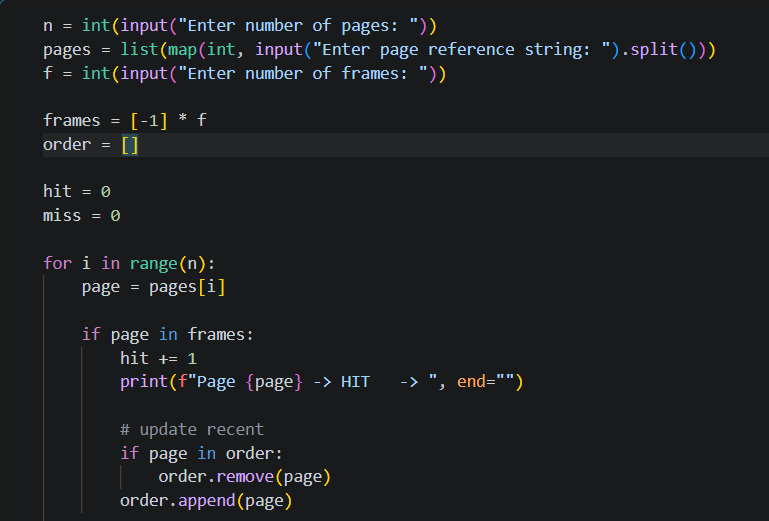 n = int(input("Enter number of pages: "))
pages = list(map(int, input("Enter page reference string: ").split()))
f = int(input("Enter number of frames: "))

frames = [-1] * f
order = []

hit = 0
miss = 0

for i in range(n):
    page = pages[i]

    if page in frames:
        hit += 1
        print(f"Page {page} -> HIT   -> ", end="")

        # update recent
        if page in order:
            order.remove(page)
        order.append(page)